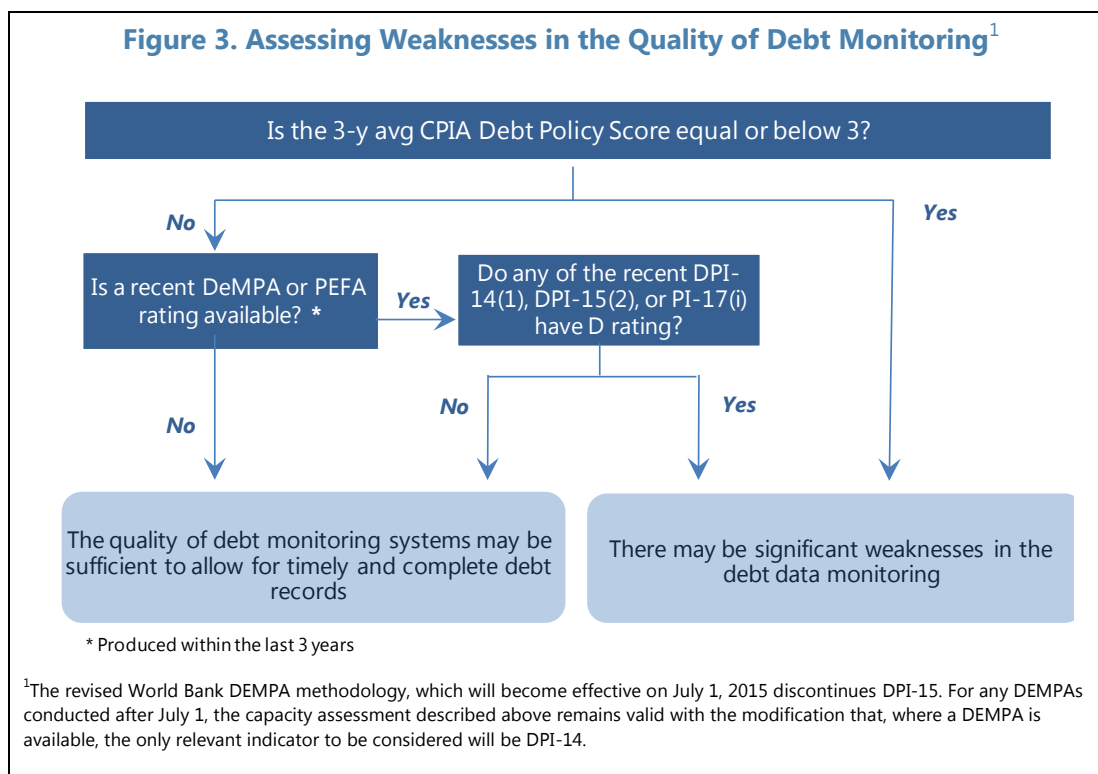 Figure 3. Assessing Weaknesses in the Quality of Debt Monitoring1
Is the 3-y avg CPIA Debt Policy Score equal or below 3?
No
Yes
Is a recent DeMPA or PEFA
rating available? *
Yes
Do any of the recent DPI-
14(1), DPI-15(2), or PI-17(i)
have D rating?
No
No
Yes
The quality of debt monitoring systems may be
sufficient to allow for timely and complete debt
records
There may be significant weaknesses in the
debt data monitoring
* Produced within the last 3 years
1The revised World Bank DEMPA methodology, which will become effective on July 1, 2015 discontinues DPI-15. For any DEMPAs
conducted after July 1, the capacity assessment described above remains valid with the modification that, where a DEMPA is
available, the only relevant indicator to be considered will be DPI-14.